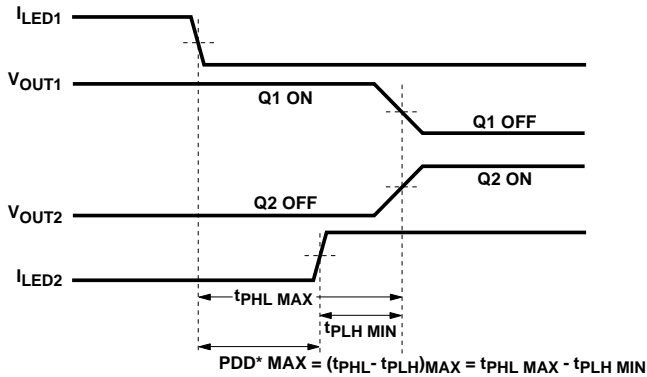 ILED1
VOUT1
Q1 ON
Q1 OFF
Q2 ON
Q2 OFF
VOUT2
ILED2
tPHL MAX
tPLH MIN
PDD* MAX = (tPHL- tPLH)MAX = tPHL MAX - tPLH MIN